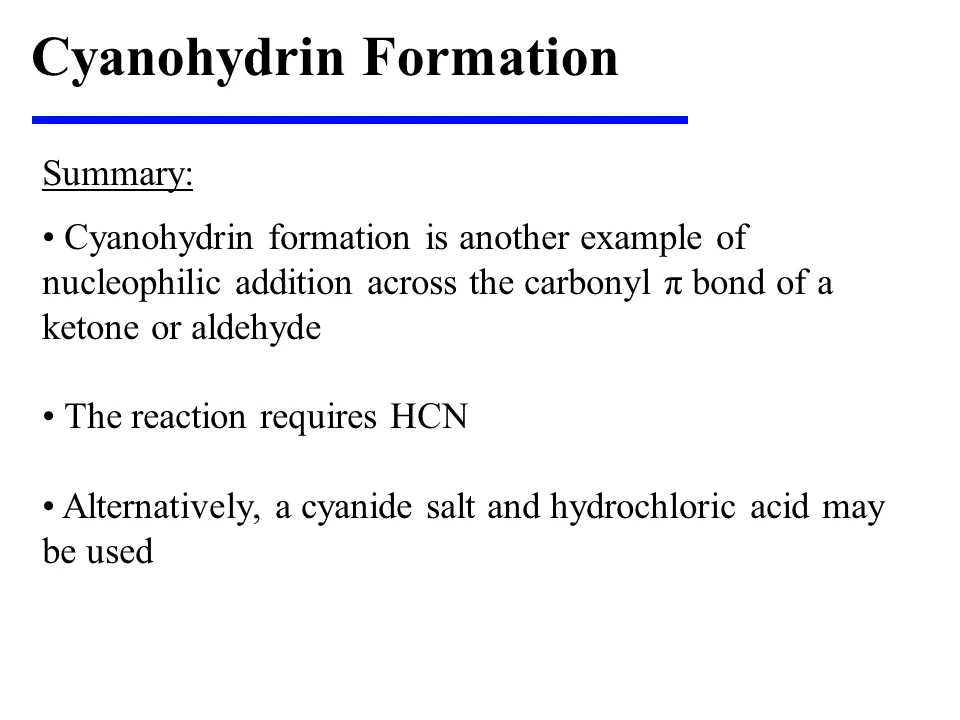 Cyanohydrin Formation
Summary:
• Cyanohydrin formation is another example of
nucleophilic addition across the carbonyl π bond of a
ketone or aldehyde
• The reaction requires HCN
• Alternatively, a cyanide salt and hydrochloric acid may
be used